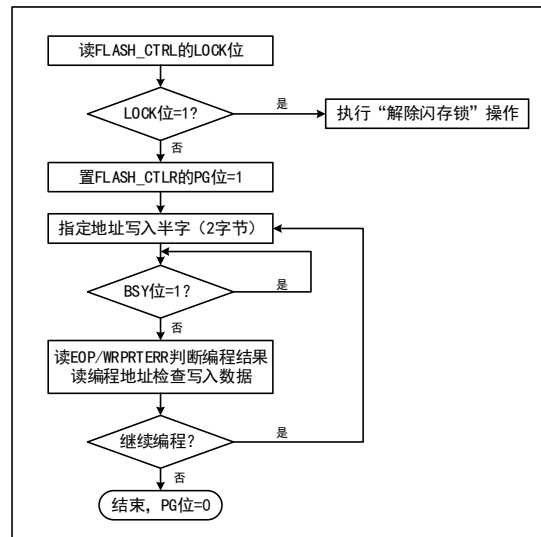 读FLASH_CTRL的LOCK位
LOCK位=1?
是
执行“解除闪存锁”操作
否
置FLASH_CTLR的PG位=1
指定地址写入半字（2字节）
BSY位=1?
是
否
读EOP/WRPRTERR判断编程结果
读编程地址检查写入数据
继续编程?
是
否
结束，PG位=0